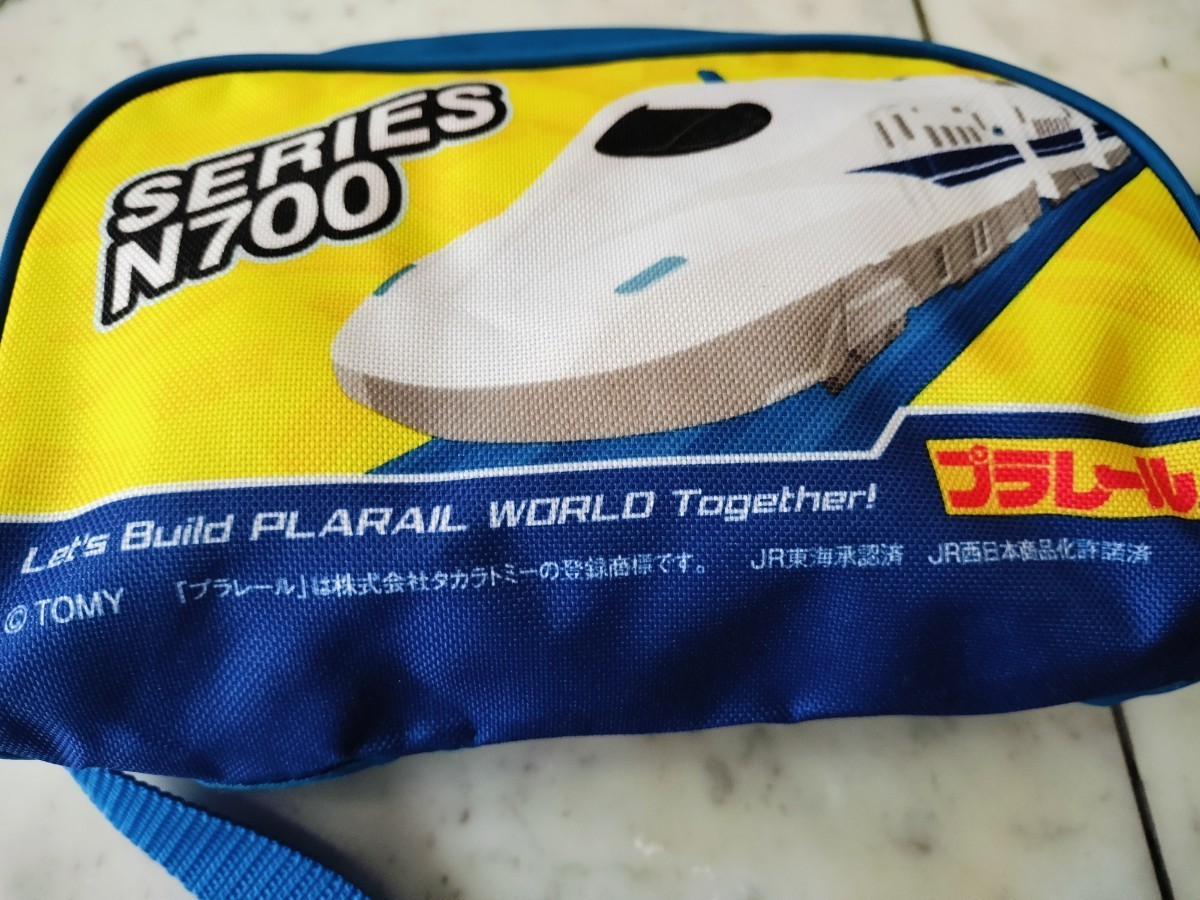 SERIES
N700
プラレール
Let's Build PLARAIL WORLD Together!
© TOMY 「プラレール」は株式会社タカラトミーの登録商標です。 JR東海承認済 JR西日本商品化許諾済